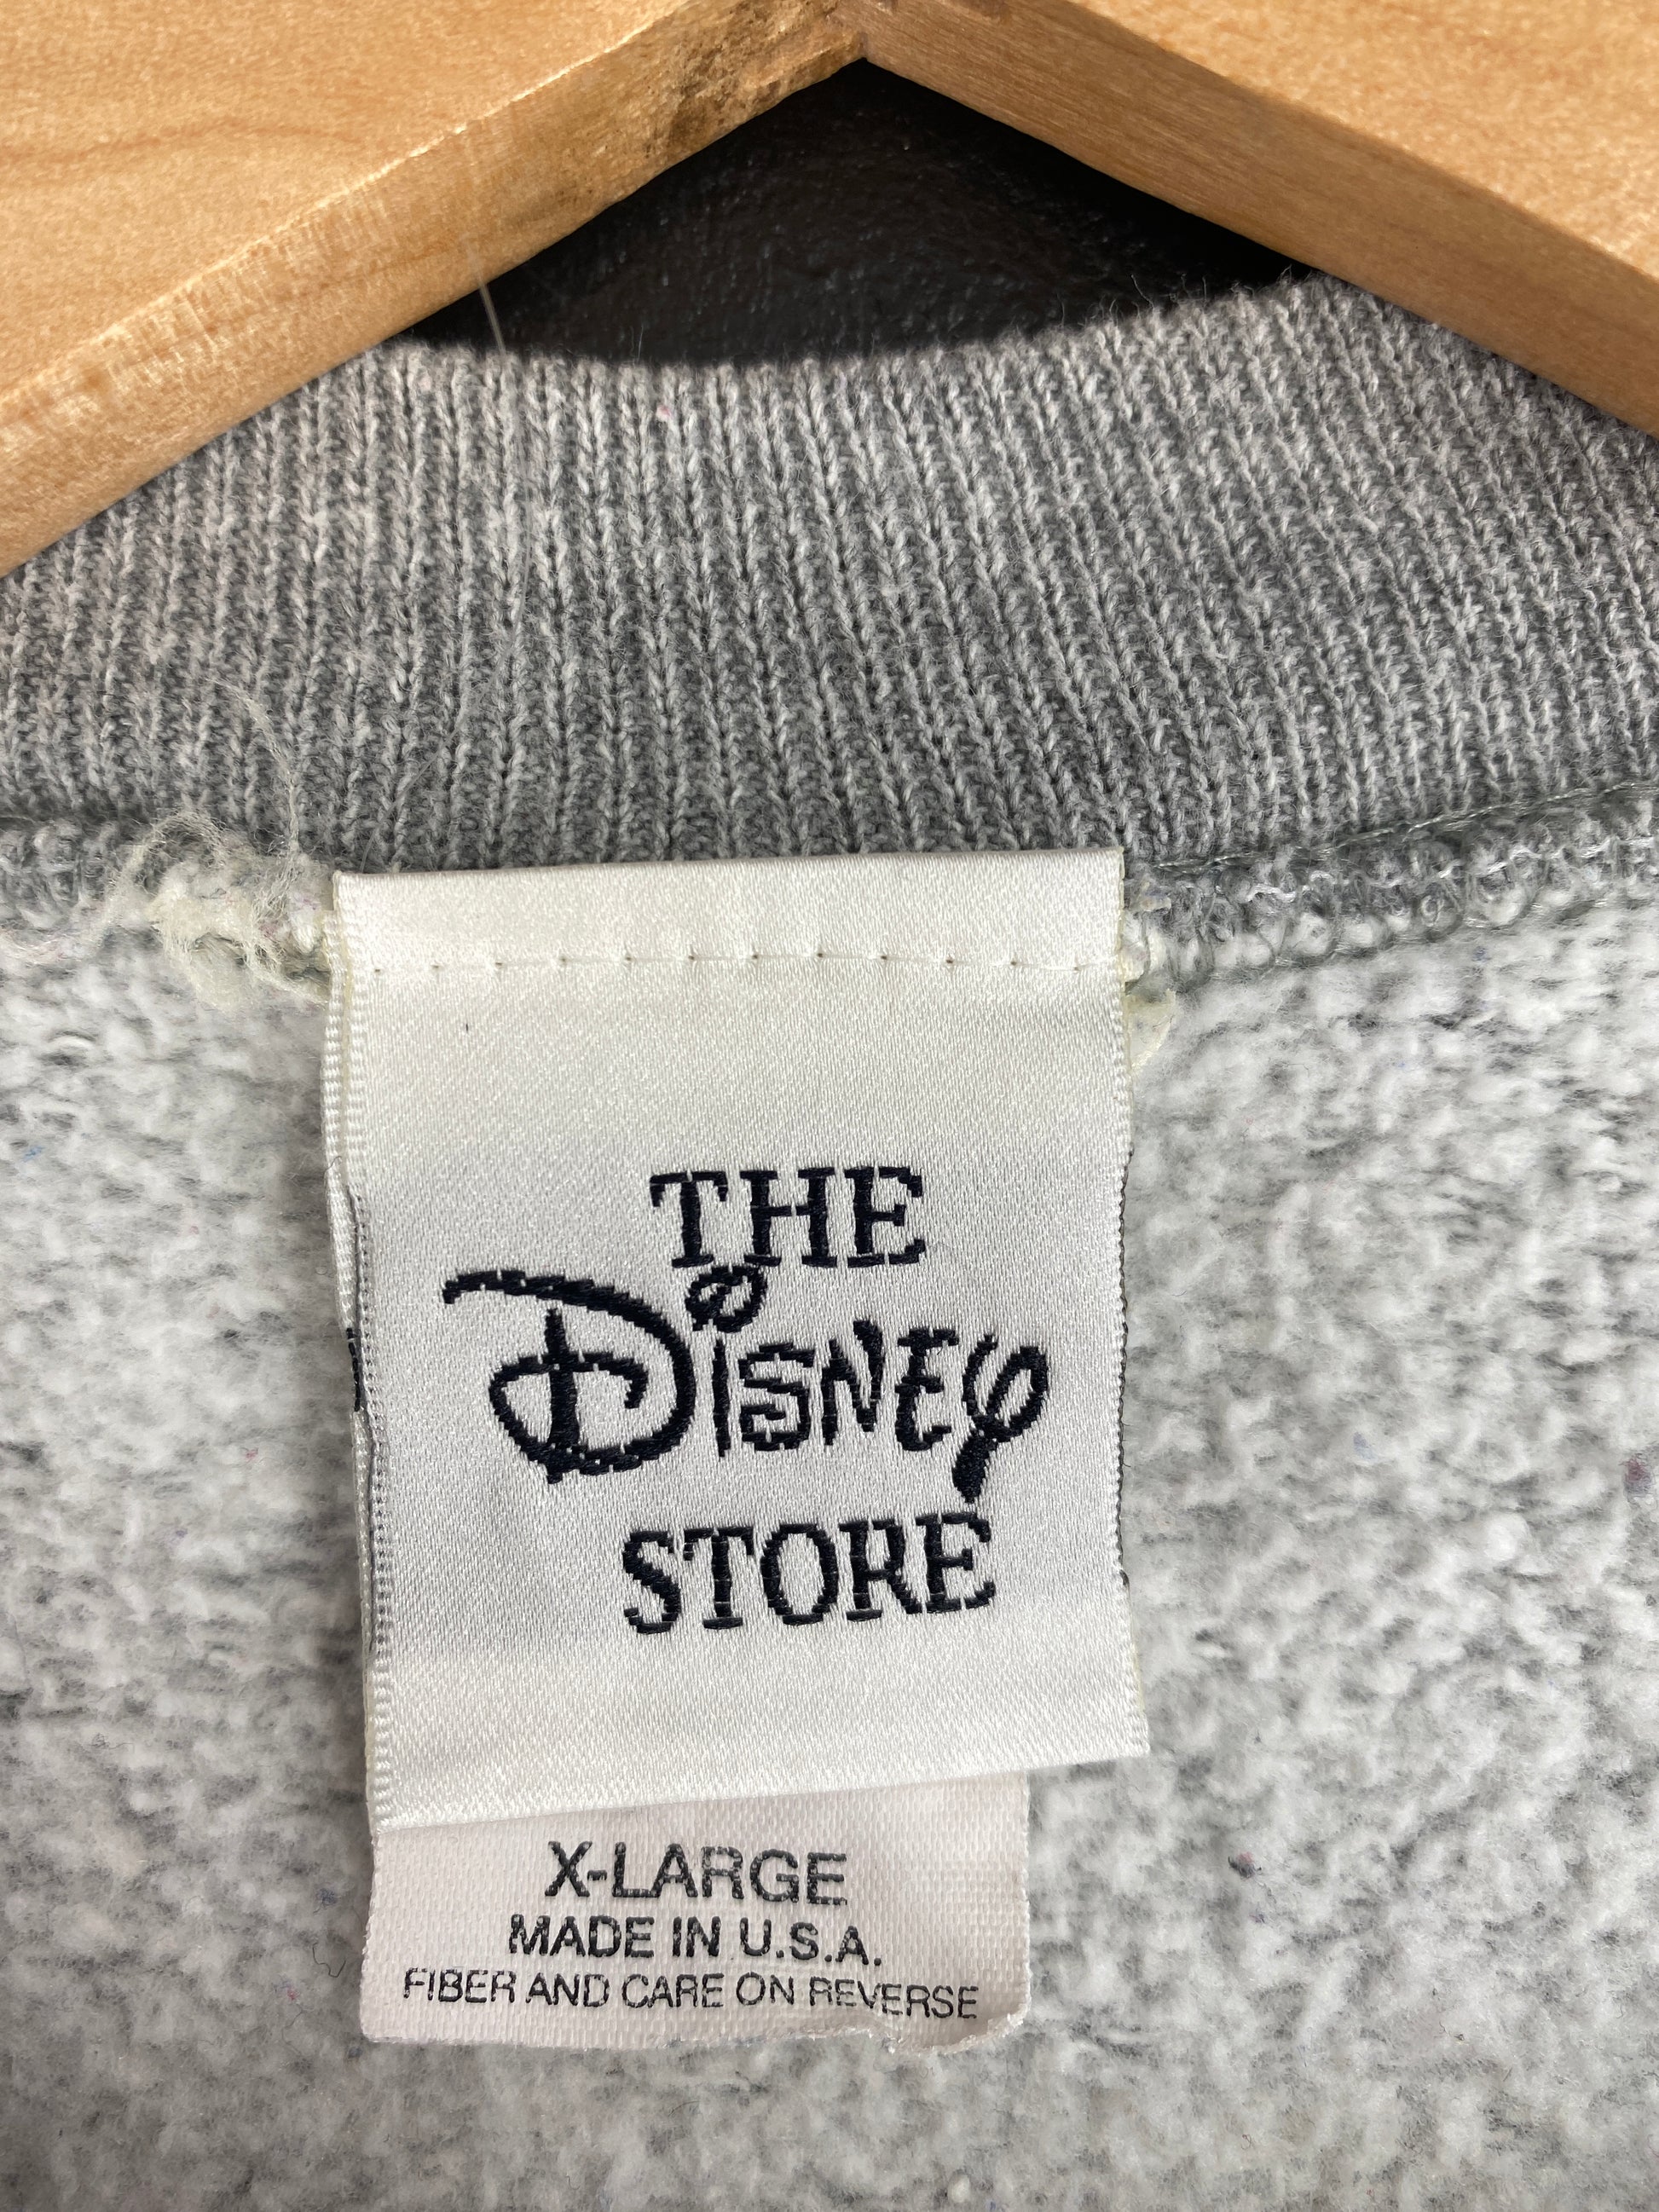 THE
DISNEY
STORE
X-LARGE
MADE IN U.S.A.
FIBER AND CARE ON REVERSE